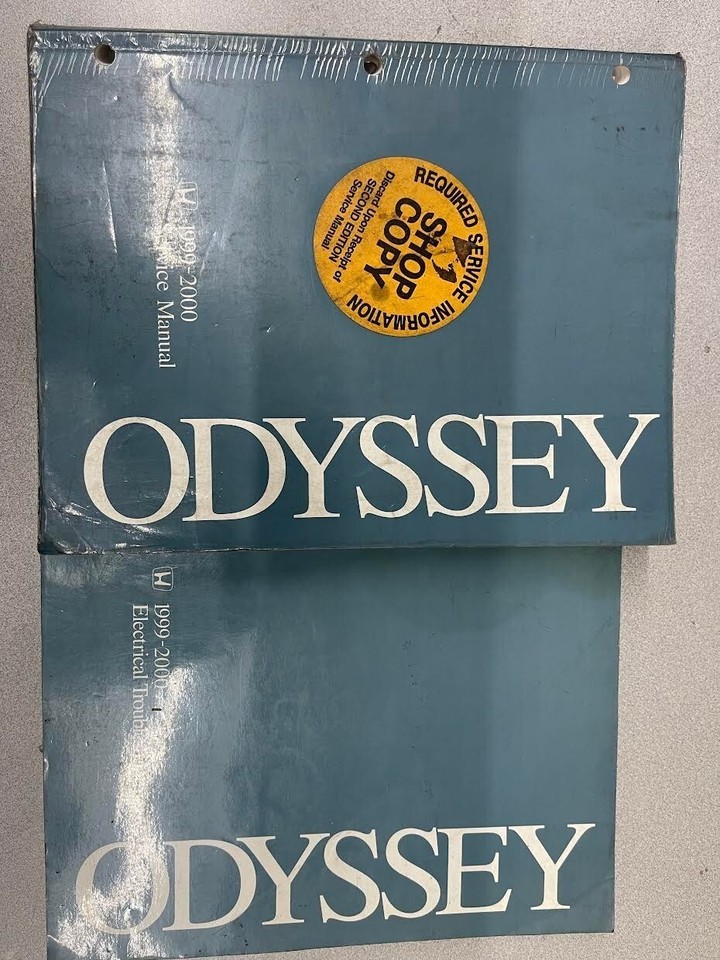 1999-2000
Service Manual
REQUIRED SERVICE INFORMATION
SHOP
COPY
Discard Upon Receipt of
SECOND EDITION
Service Manual
ODYSSEY
1999-2000
Electrical
ODYSSEY